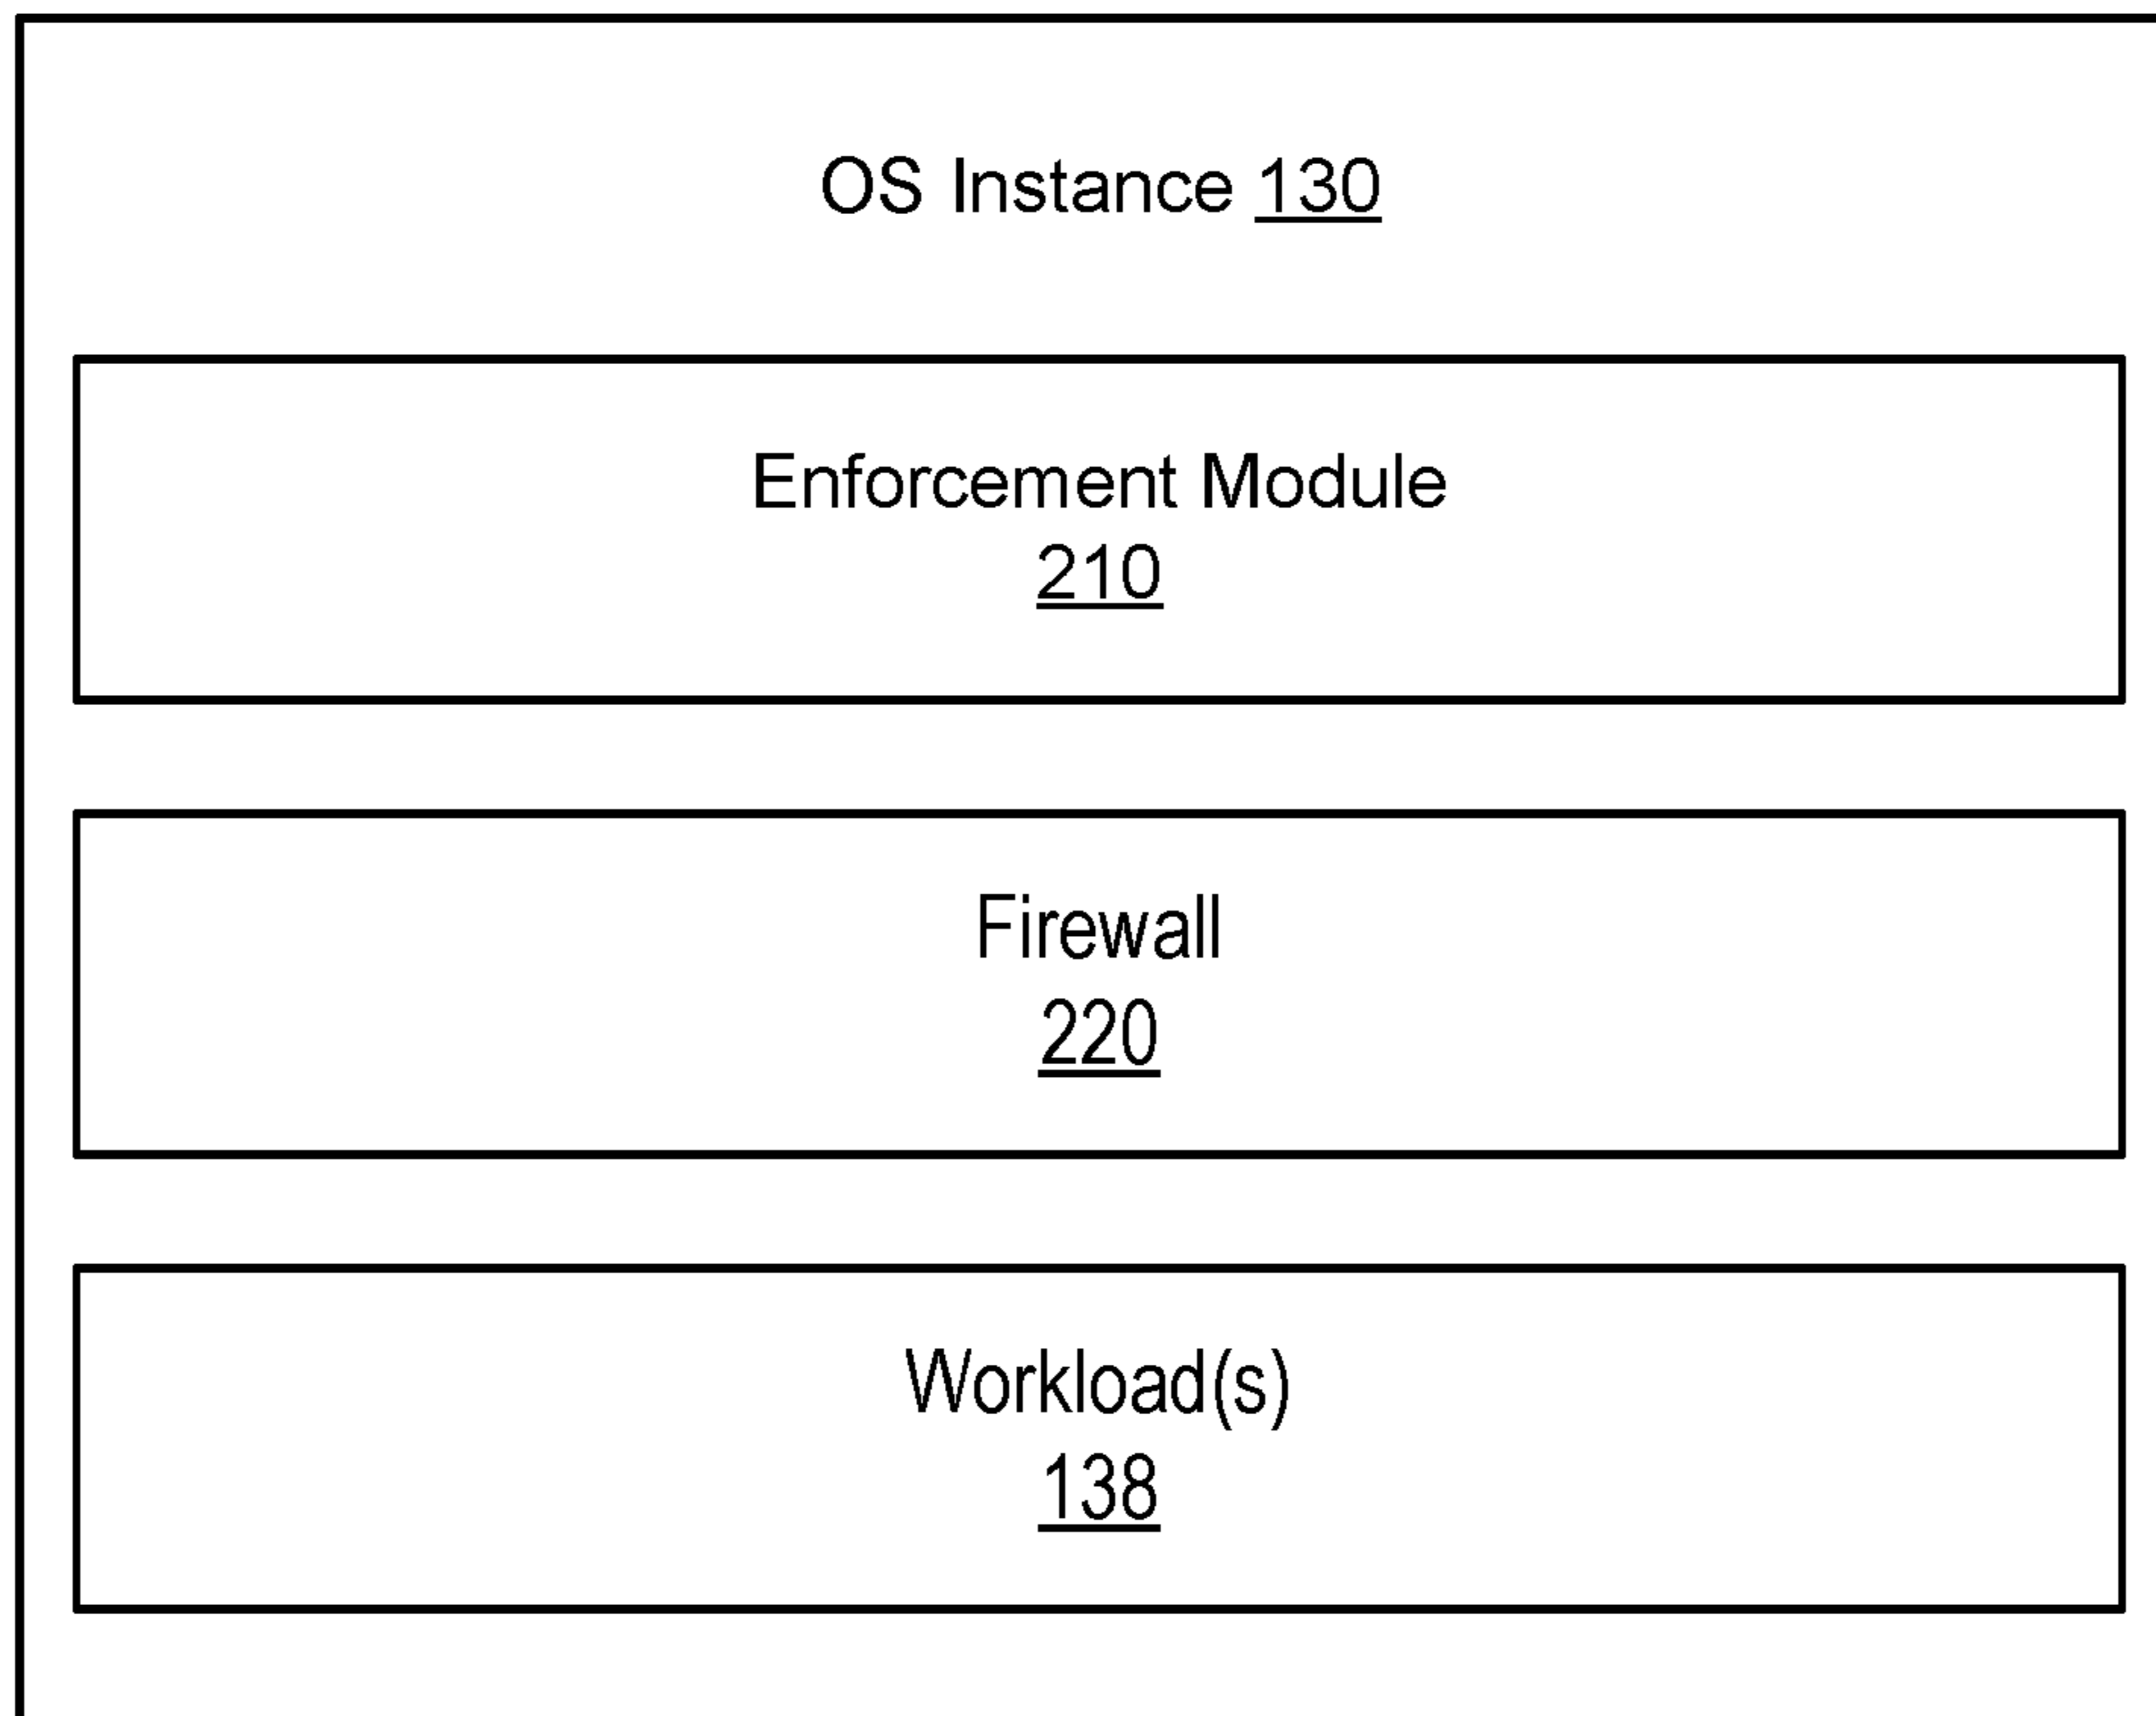 OS Instance 130
Enforcement Module
210
Firewall
220
Workload(s)
138